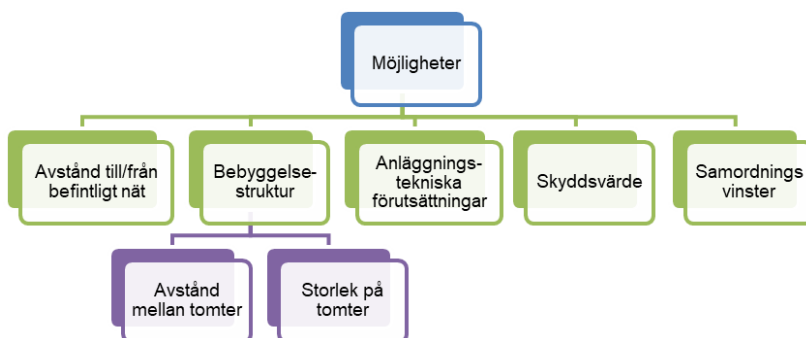 Möjligheter
Avstånd till/från
befintligt nät
Bebyggelse-
struktur
Anläggnings-
tekniska
förutsättningar
Skyddsvärde
Samordnings
vinster
Avstånd
mellan tomter
Storlek på
tomter